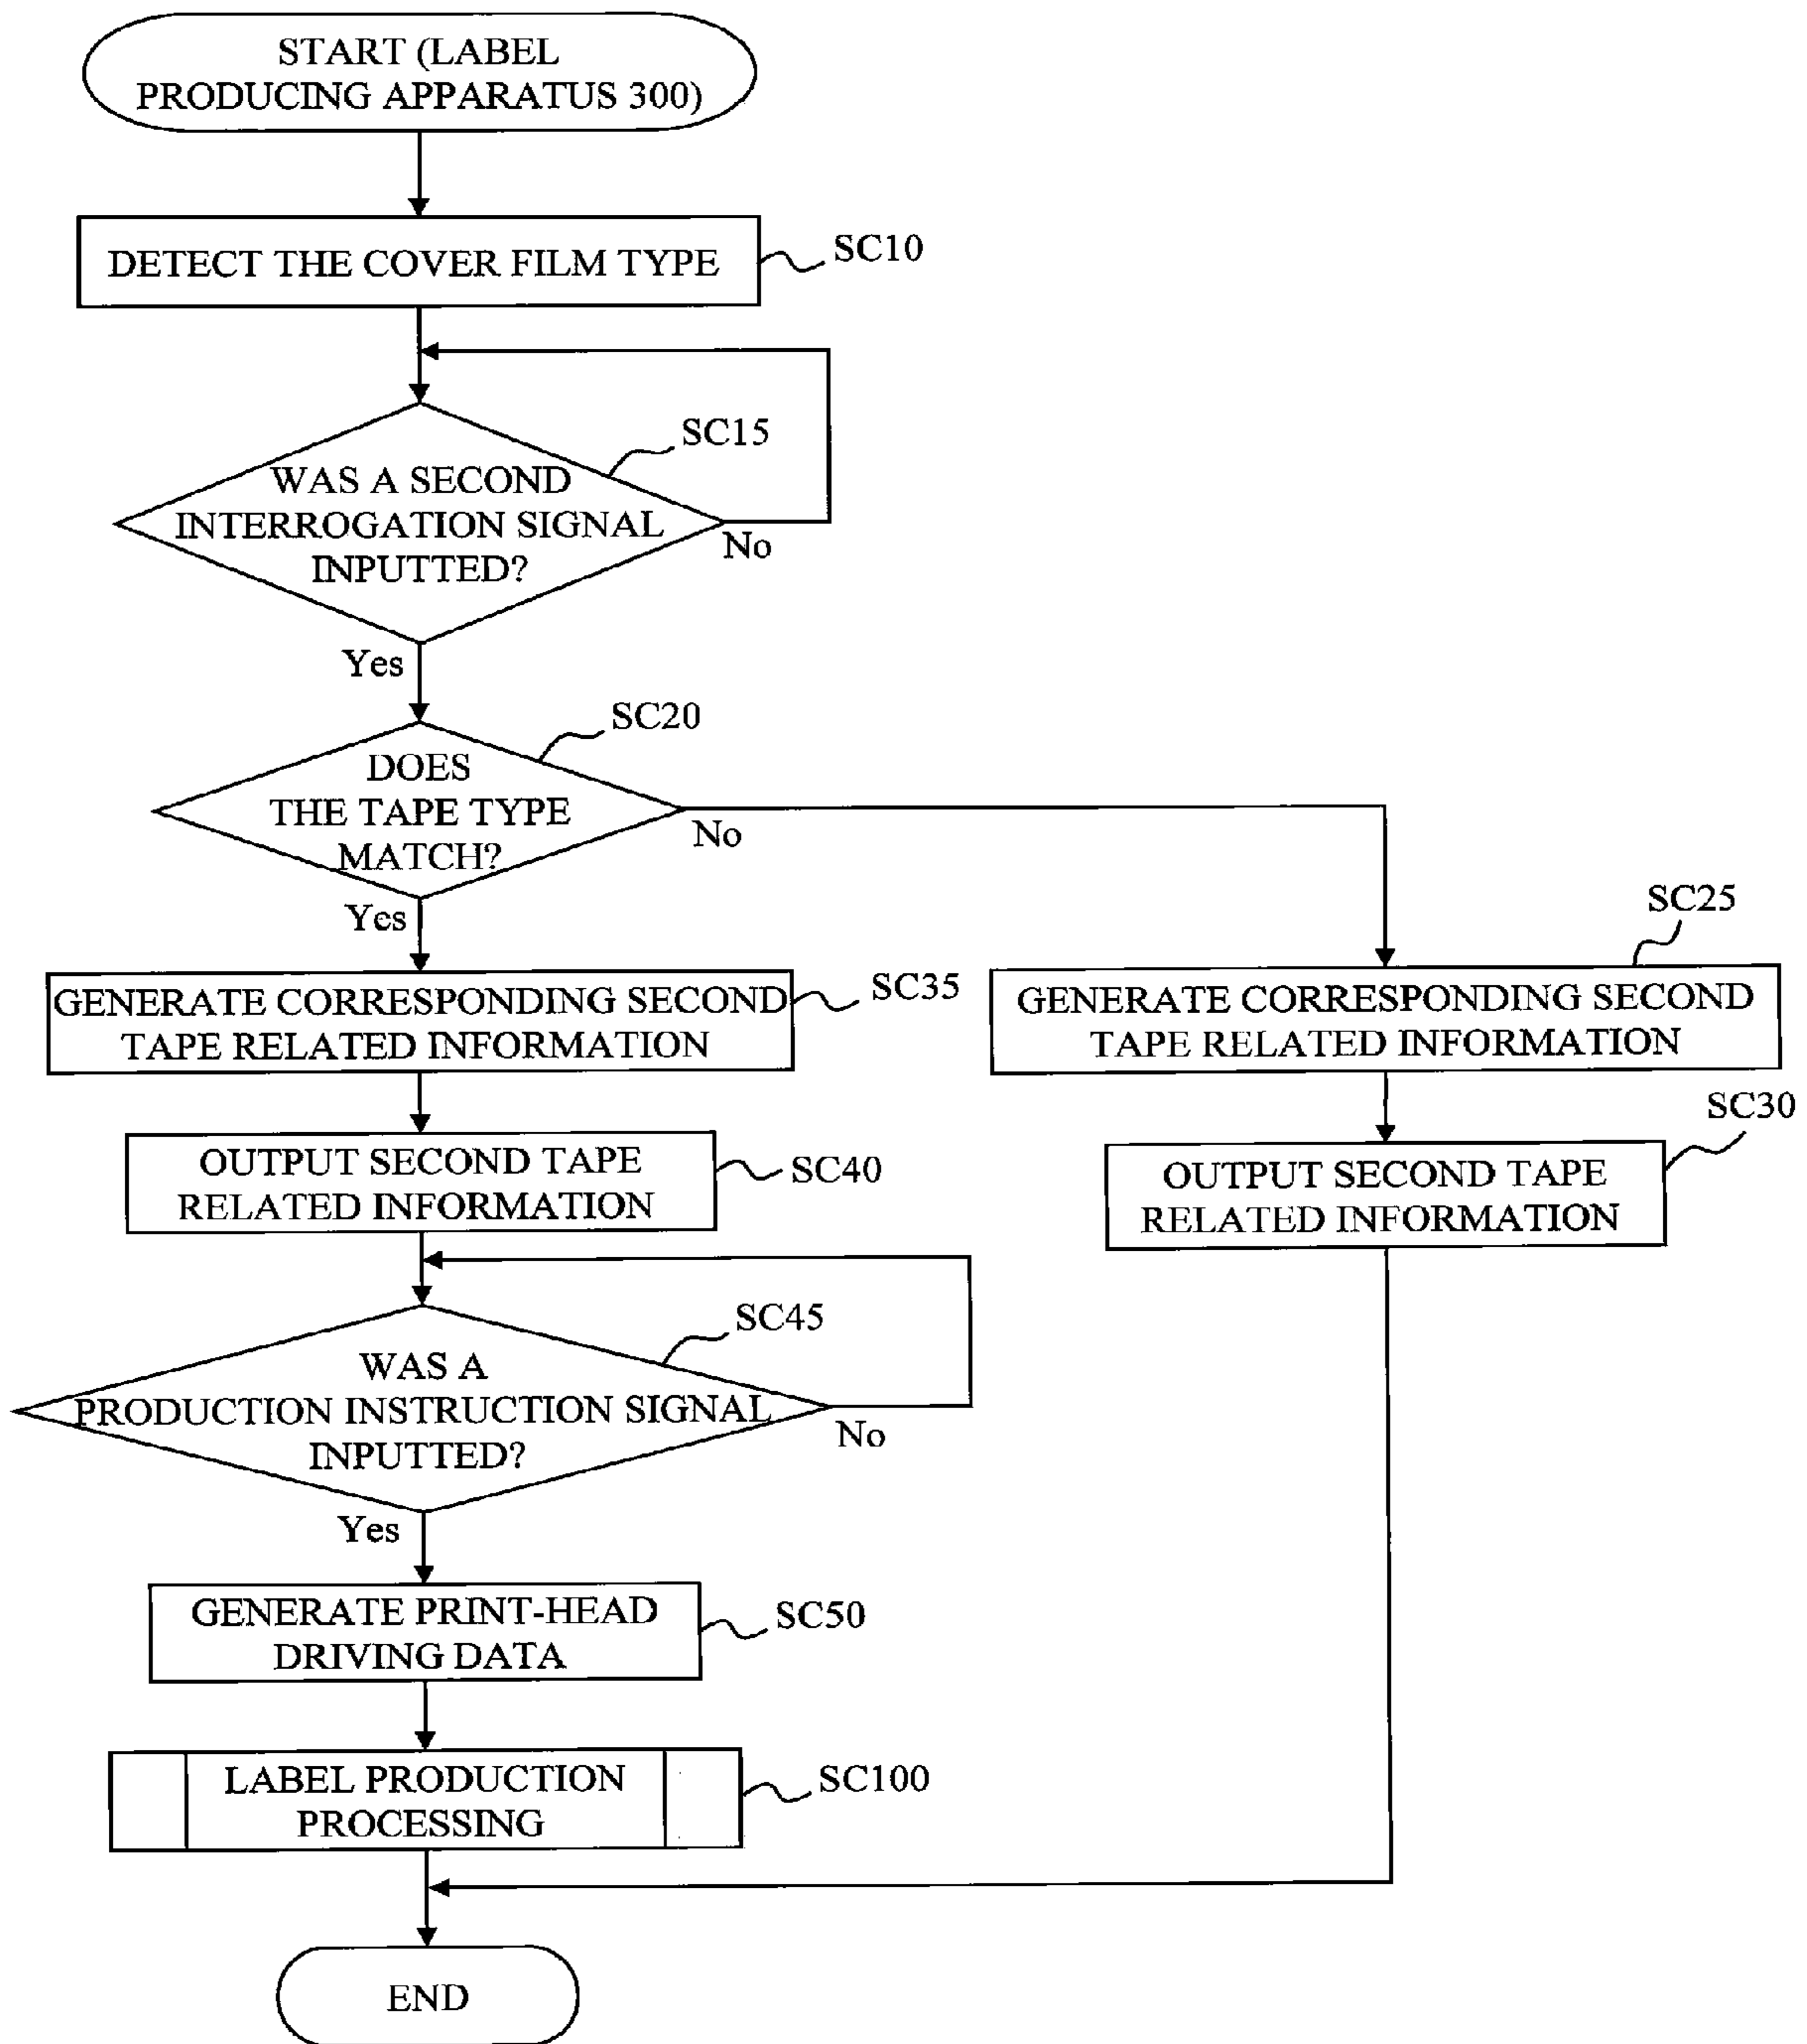 START (LABEL
PRODUCING APPARATUS 300)
DETECT THE COVER FILM TYPE
SC10
SC15
WAS A SECOND
INTERROGATION SIGNAL
INPUTTED?
No
Yes
SC20
DOES
THE TAPE TYPE
MATCH?
No
Yes
SC25
GENERATE CORRESPONDING SECOND
TAPE RELATED INFORMATION
SC35
GENERATE CORRESPONDING SECOND
TAPE RELATED INFORMATION
SC30
OUTPUT SECOND TAPE
RELATED INFORMATION
SC40
OUTPUT SECOND TAPE
RELATED INFORMATION
SC45
WAS A
PRODUCTION INSTRUCTION SIGNAL
INPUTTED?
No
Yes
GENERATE PRINT-HEAD
DRIVING DATA
SC50
LABEL PRODUCTION
PROCESSING
SC100
END